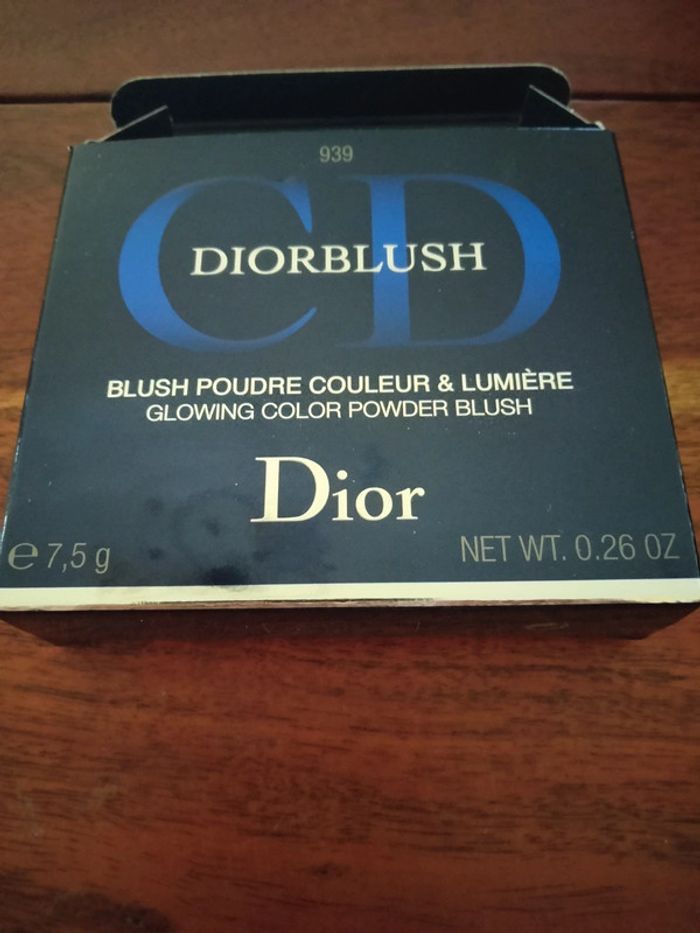 939
CD
DIORBLUSH
BLUSH POUDRE COULEUR & LUMIÈRE
GLOWING COLOR POWDER BLUSH
Dior
℮ 7,5 g
NET WT. 0.26 OZ